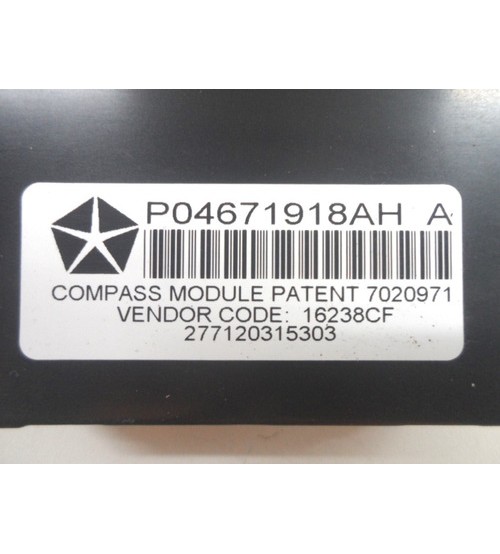 P04671918AH A
COMPASS MODULE PATENT 7020971
VENDOR CODE: 16238CF
277120315303